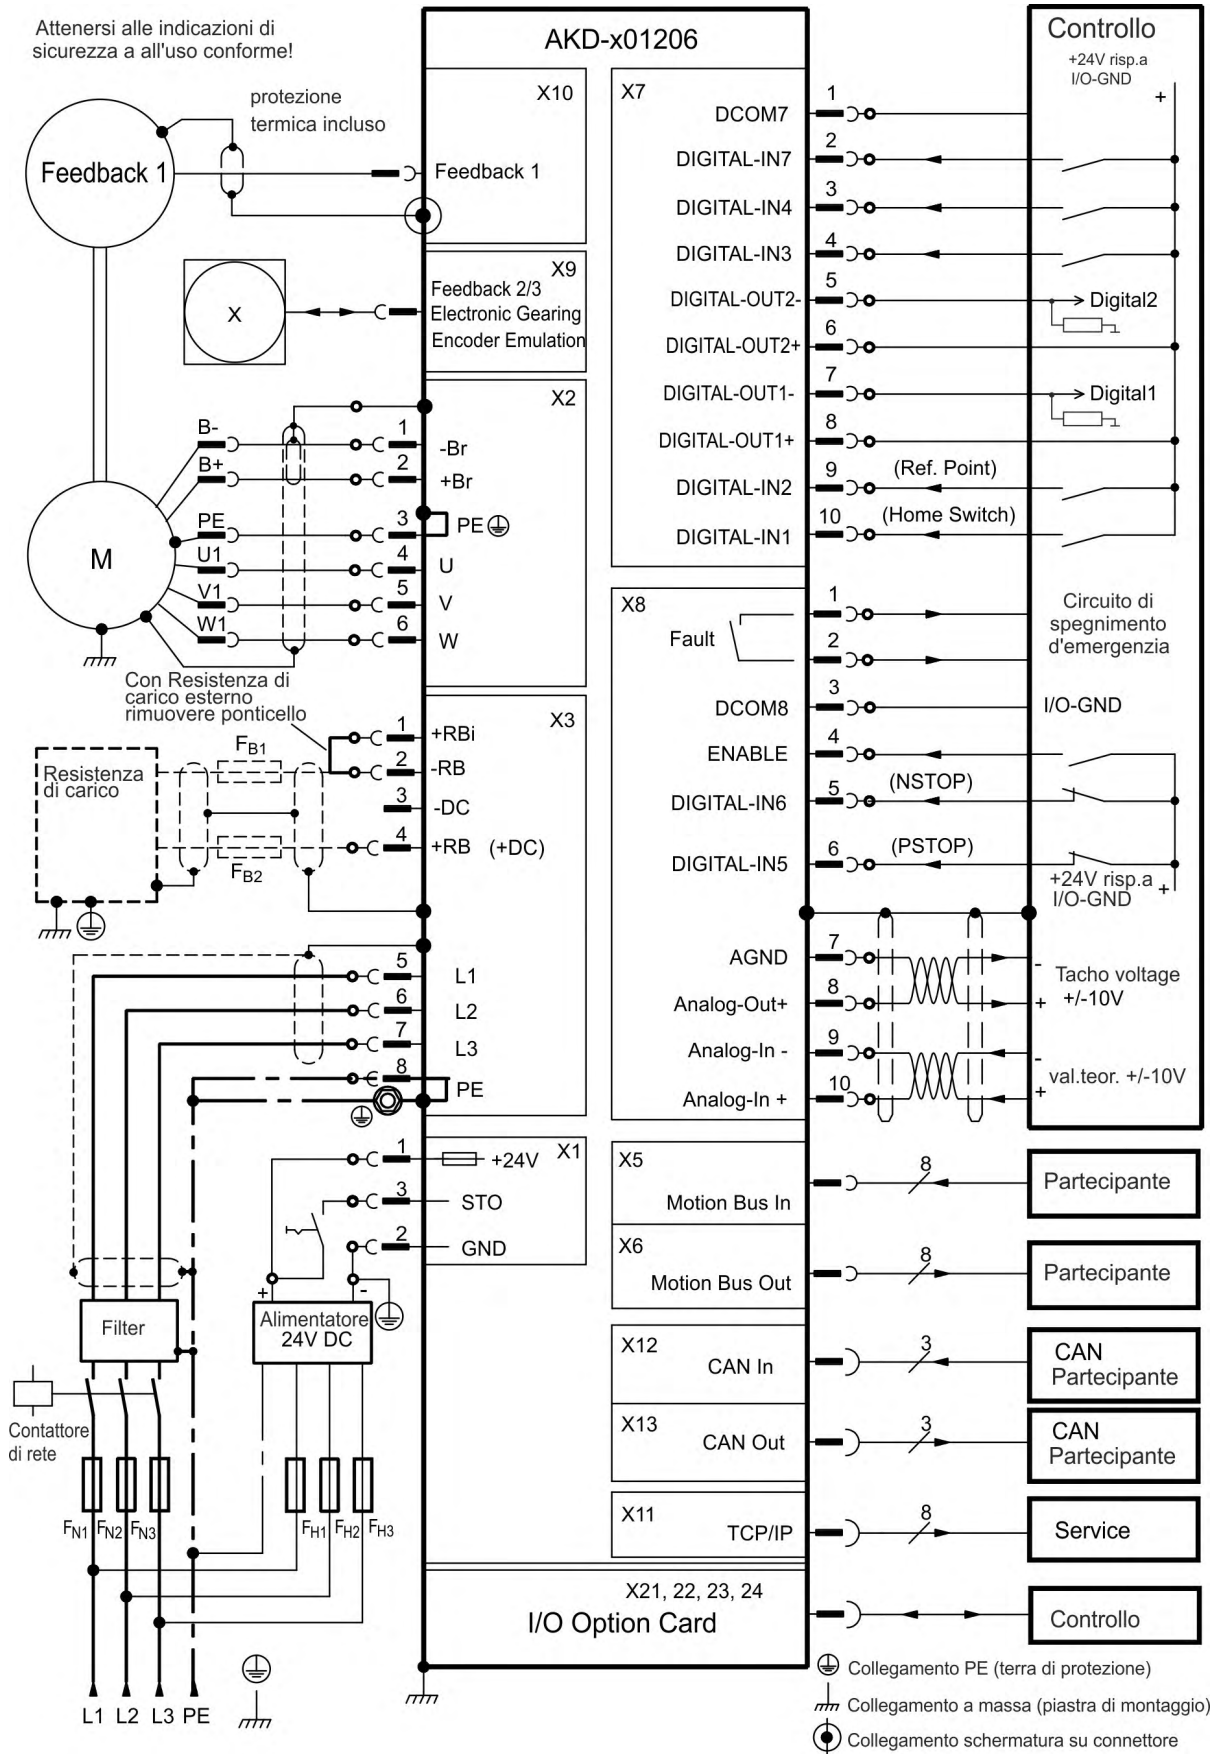 Attenersi alle indicazioni di
sicurezza a all'uso conforme!
AKD-x01206
Controllo
+24V risp.a
I/O-GND
+
protezione
termica incluso
Feedback 1
X10
Feedback 1
X9
Feedback 2/3
Electronic Gearing
Encoder Emulation
X
X2
B-
1
-Br
B+
2
+Br
PE
3
PE
U1
4
U
V1
5
V
W1
6
W
M
Con Resistenza di
carico esterno
rimuovere ponticello
X3
Resistenza
di carico
FB1
FB2
1
+RBi
2
-RB
3
-DC
4
+RB (+DC)
5
L1
6
L2
7
L3
8
PE
X1
1
+24V
3
STO
2
GND
+
-
Alimentatore
24V DC
Filter
Contattore
di rete
FN1
FN2
FN3
FH1
FH2
FH3
L1
L2
L3
PE
X7
DCOM7
1
DIGITAL-IN7
2
DIGITAL-IN4
3
DIGITAL-IN3
4
DIGITAL-OUT2-
5
Digital2
DIGITAL-OUT2+
6
DIGITAL-OUT1-
7
Digital1
DIGITAL-OUT1+
8
DIGITAL-IN2
9
(Ref. Point)
DIGITAL-IN1
10
(Home Switch)
X8
Fault
1
2
Circuito di
spegnimento
d'emergenzia
DCOM8
3
I/O-GND
ENABLE
4
DIGITAL-IN6
5
(NSTOP)
DIGITAL-IN5
6
(PSTOP)
+24V risp.a
I/O-GND
+
AGND
7
-
Analog-Out+
8
+
Tacho voltage
+/-10V
Analog-In -
9
-
Analog-In +
10
+
val.teor. +/-10V
X5
Motion Bus In
8
Partecipante
X6
Motion Bus Out
8
Partecipante
X12
CAN In
3
CAN
Partecipante
X13
CAN Out
3
CAN
Partecipante
X11
TCP/IP
8
Service
X21, 22, 23, 24
I/O Option Card
Controllo
Collegamento PE (terra di protezione)
Collegamento a massa (piastra di montaggio)
Collegamento schermatura su connettore